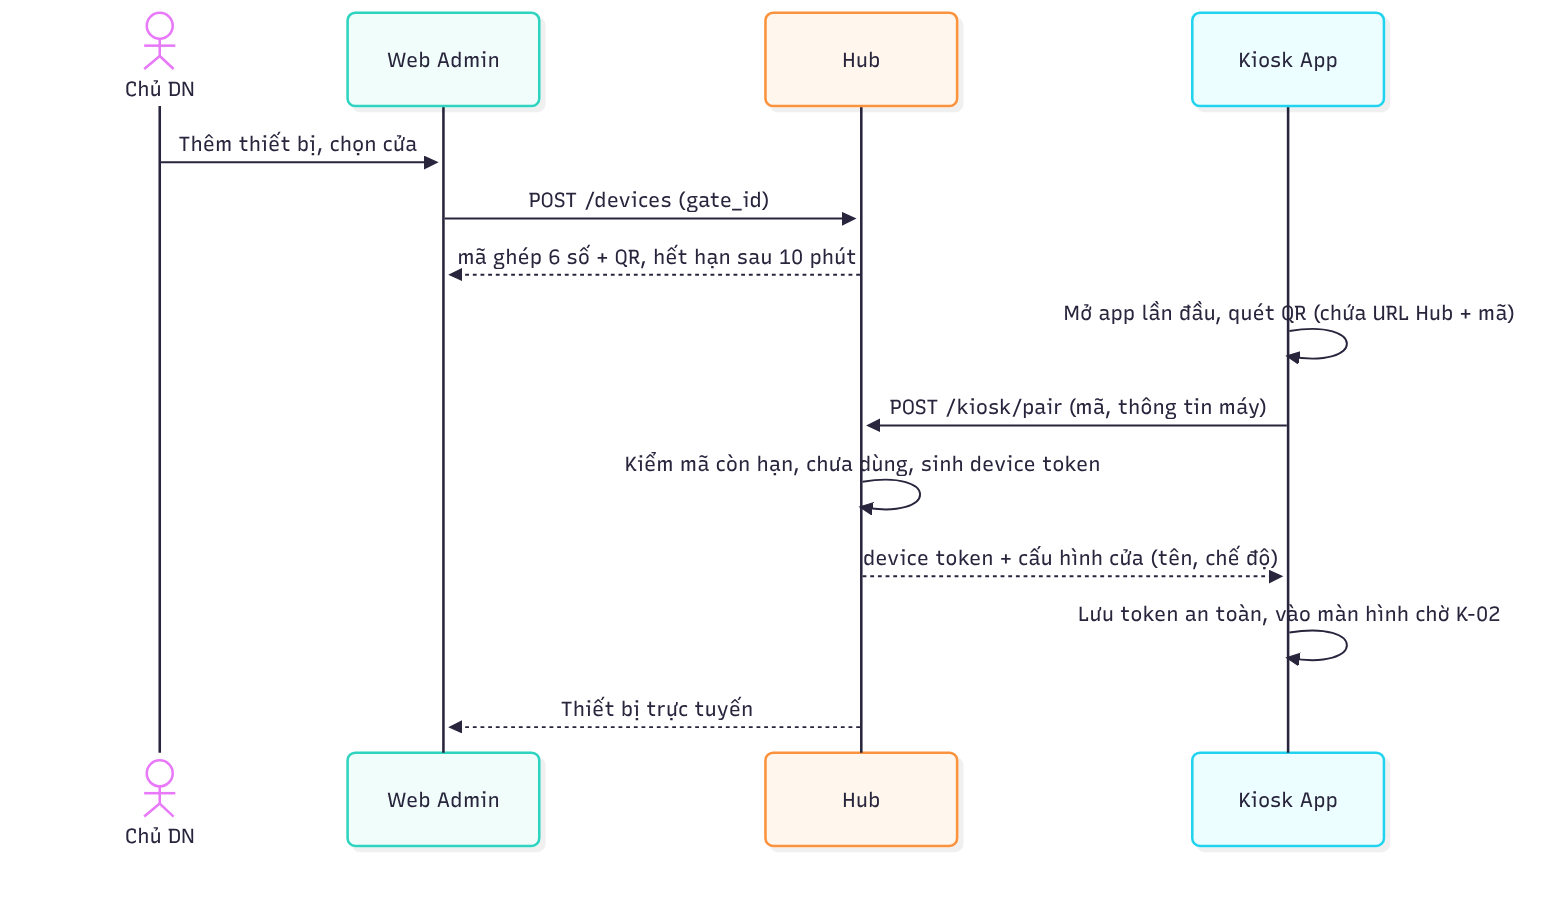 Chủ DN
Web Admin
Hub
Kiosk App
Thêm thiết bị, chọn cửa
POST /devices (gate_id)
mã ghép 6 số + QR, hết hạn sau 10 phút
Mở app lần đầu, quét QR (chứa URL Hub + mã)
POST /kiosk/pair (mã, thông tin máy)
Kiểm mã còn hạn, chưa dùng, sinh device token
device token + cấu hình cửa (tên, chế độ)
Lưu token an toàn, vào màn hình chờ K-02
Thiết bị trực tuyến
Chủ DN
Web Admin
Hub
Kiosk App